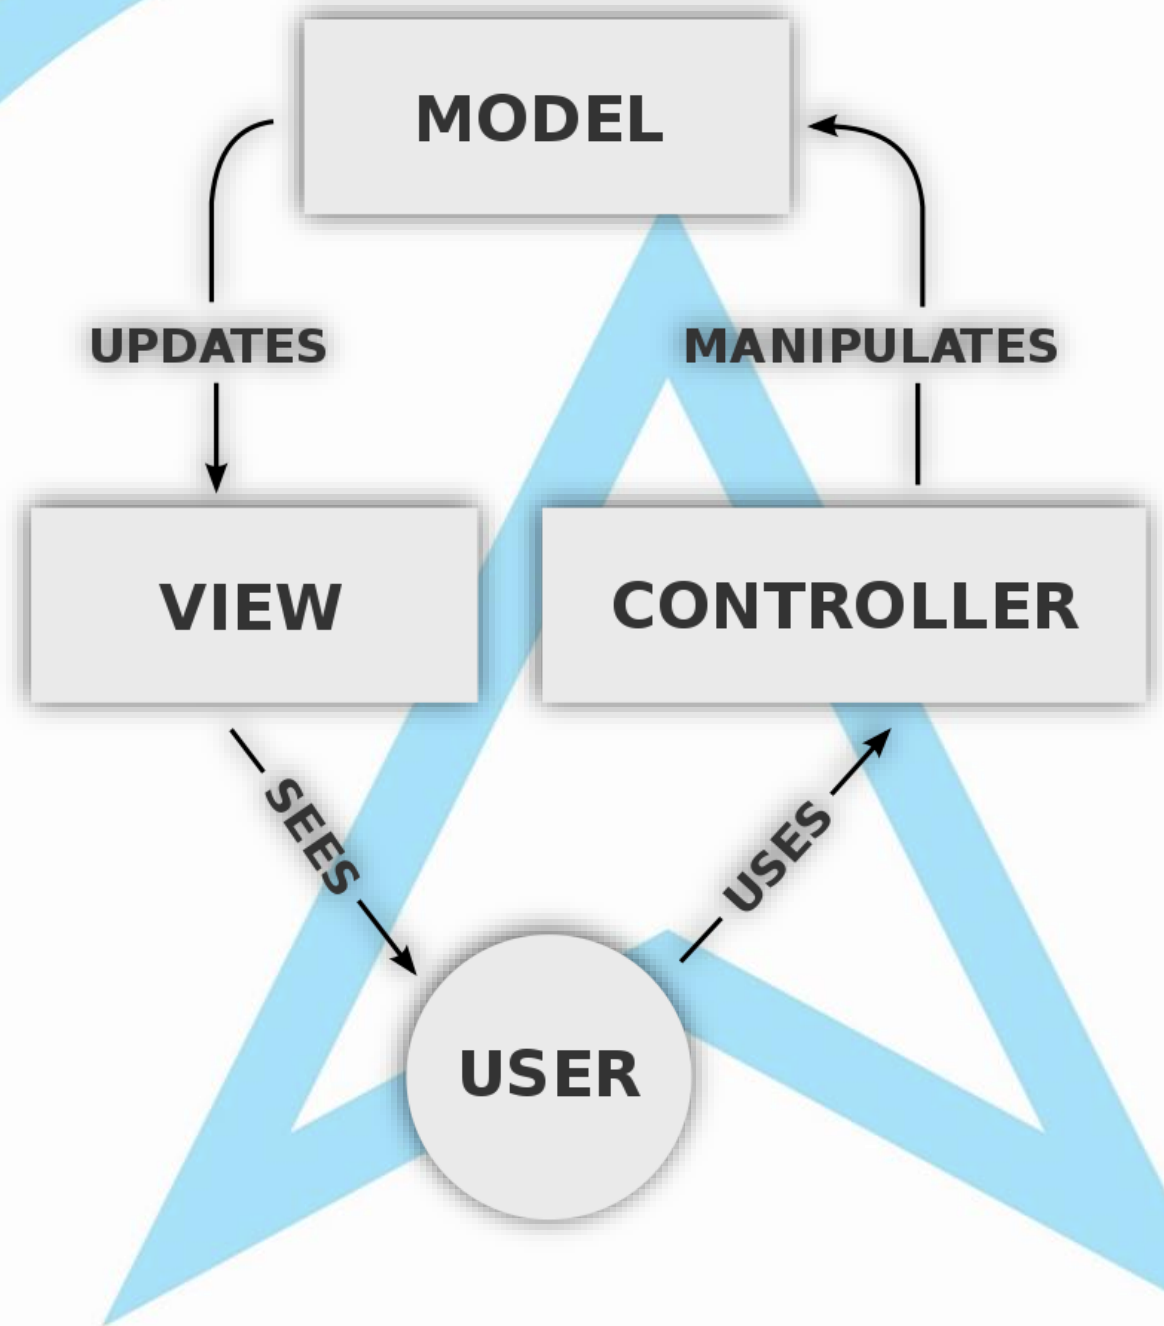 MODEL
UPDATES
MANIPULATES
VIEW
CONTROLLER
SEES
USES
USER